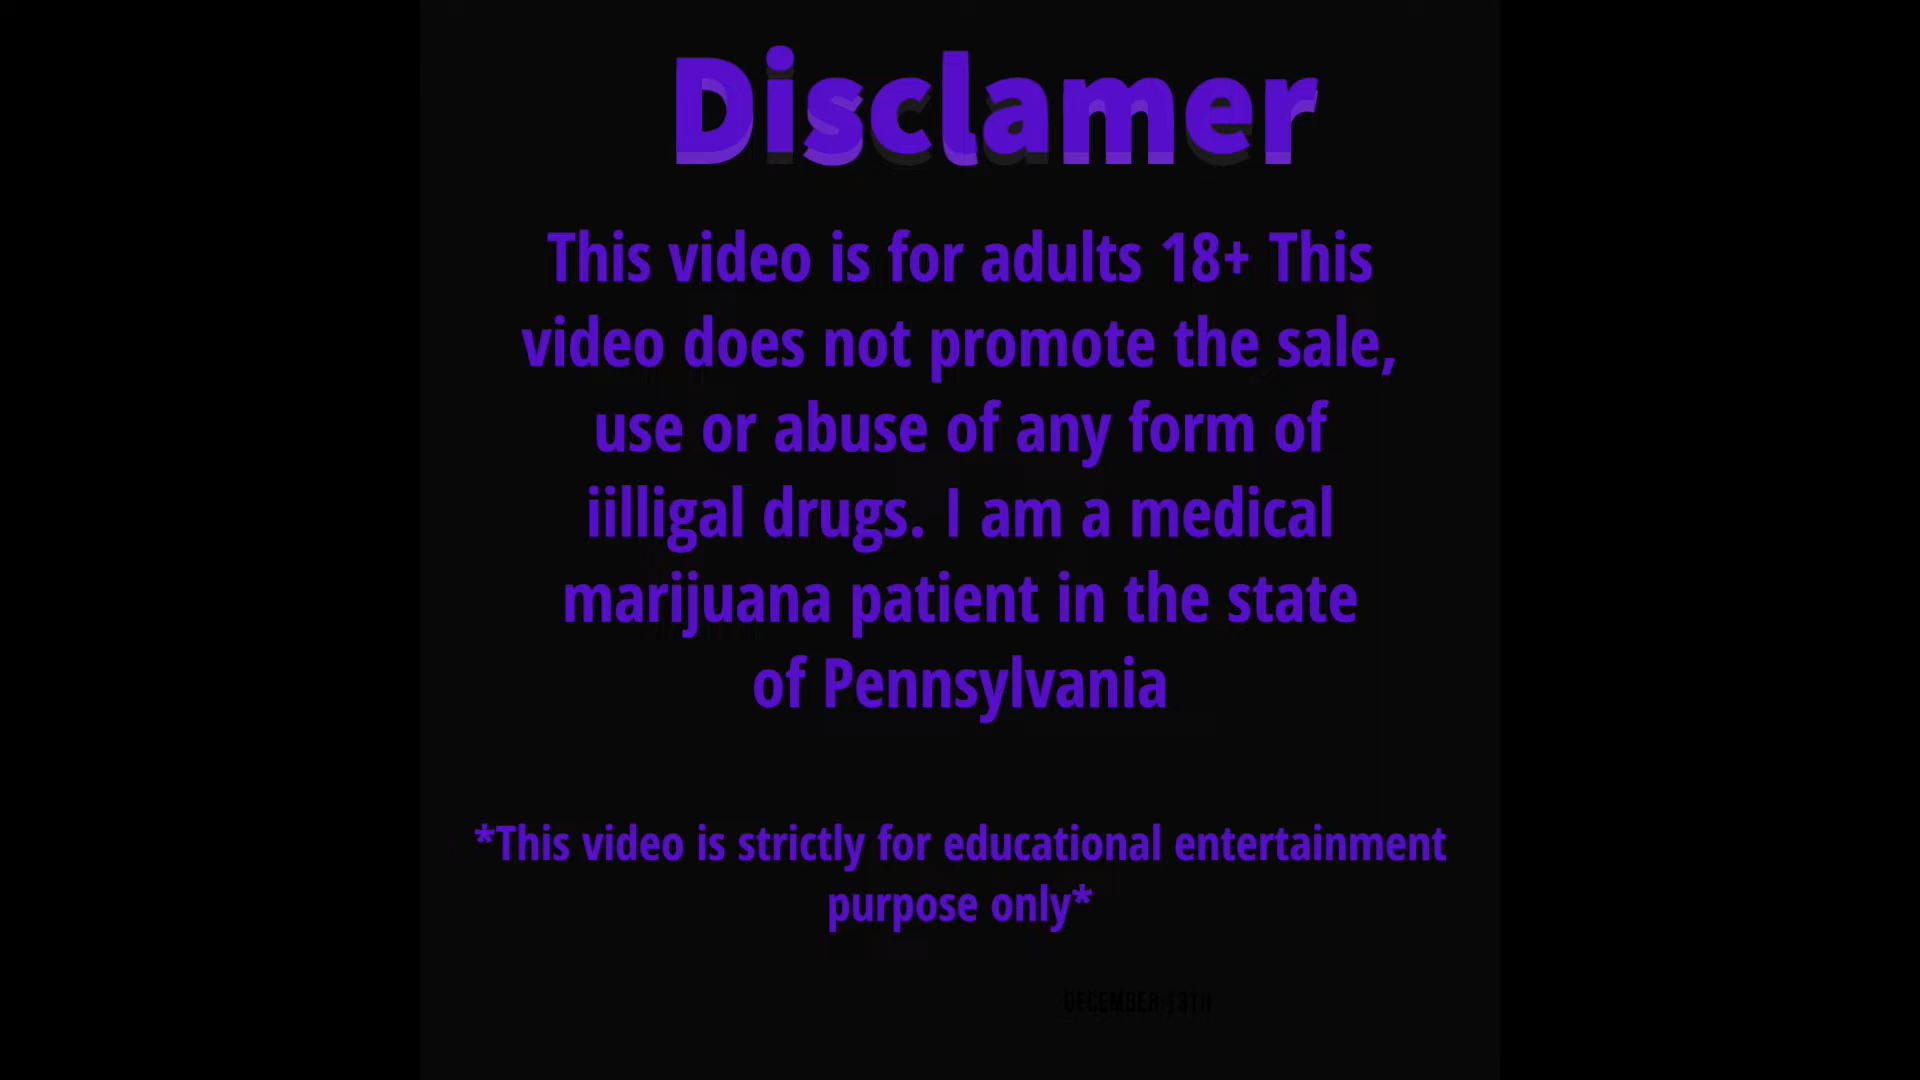 Disclamer
This video is for adults 18+ This
video does not promote the sale,
use or abuse of any form of
iilligal drugs. I am a medical
marijuana patient in the state
of Pennsylvania
*This video is strictly for educational entertainment
purpose only*
DECEMBER 13TH